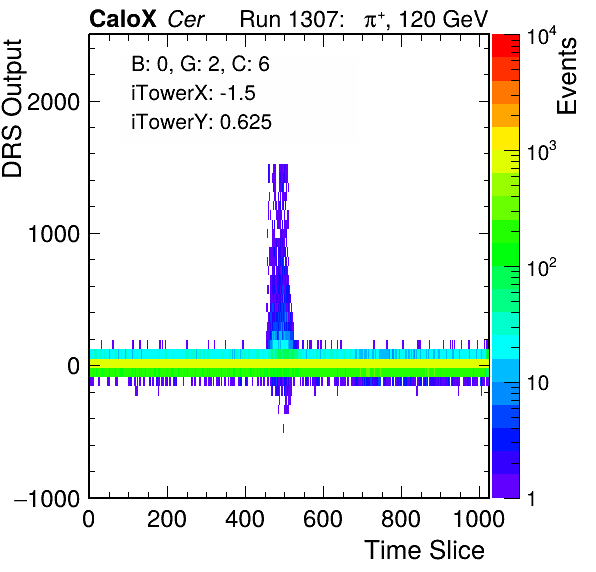 CaloX Cer Run 1307: π⁺, 120 GeV
B: 0, G: 2, C: 6
iTowerX: -1.5
iTowerY: 0.625
DRS Output
2000
1000
0
−1000
0 200 400 600 800 1000
Time Slice
10⁴
10³
10²
10
1
Events